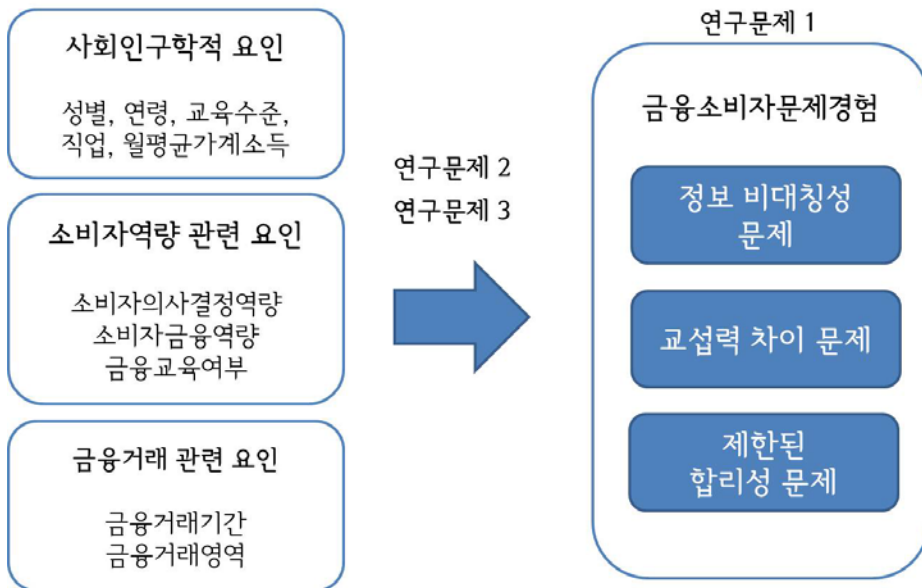 사회인구학적 요인
성별, 연령, 교육수준,
직업, 월평균가계소득
소비자역량 관련 요인
소비자의사결정역량
소비자금융역량
금융교육여부
금융거래 관련 요인
금융거래기간
금융거래영역
연구문제 2
연구문제 3
연구문제 1
금융소비자문제경험
정보 비대칭성
문제
교섭력 차이 문제
제한된
합리성 문제